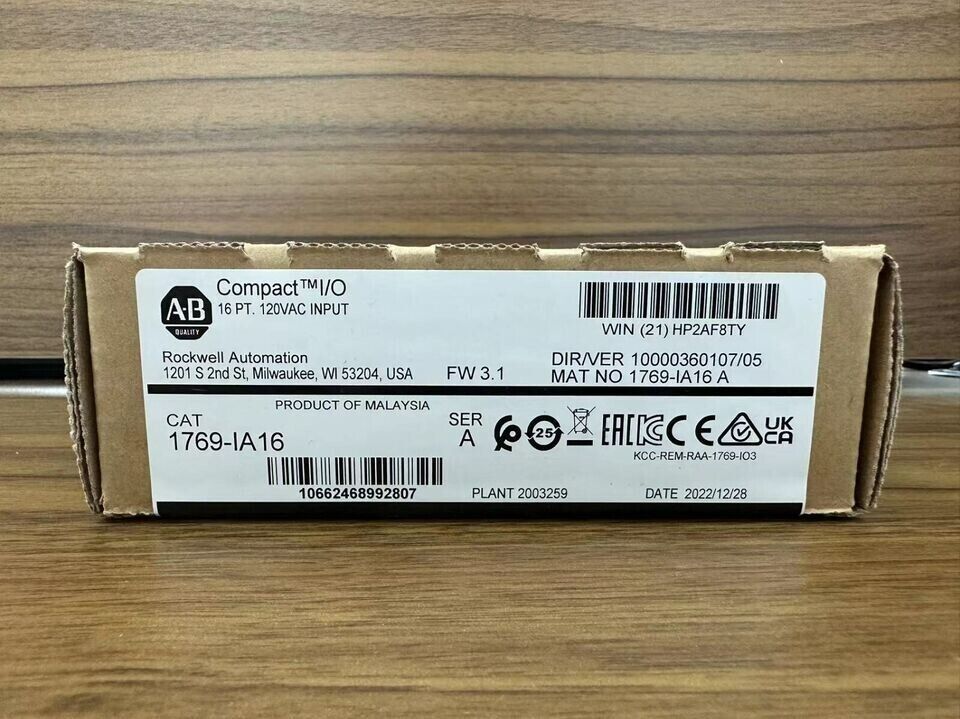 A-B
QUALITY
Compact™I/O
16 PT. 120VAC INPUT
WIN (21) HP2AF8TY
Rockwell Automation
1201 S 2nd St, Milwaukee, WI 53204, USA
FW 3.1
DIR/VER 10000360107/05
MAT NO 1769-IA16 A
PRODUCT OF MALAYSIA
CAT
1769-IA16
SER
A
25
EAC
CE
UK
CA
KCC-REM-RAA-1769-IO3
10662468992807
PLANT 2003259
DATE 2022/12/28